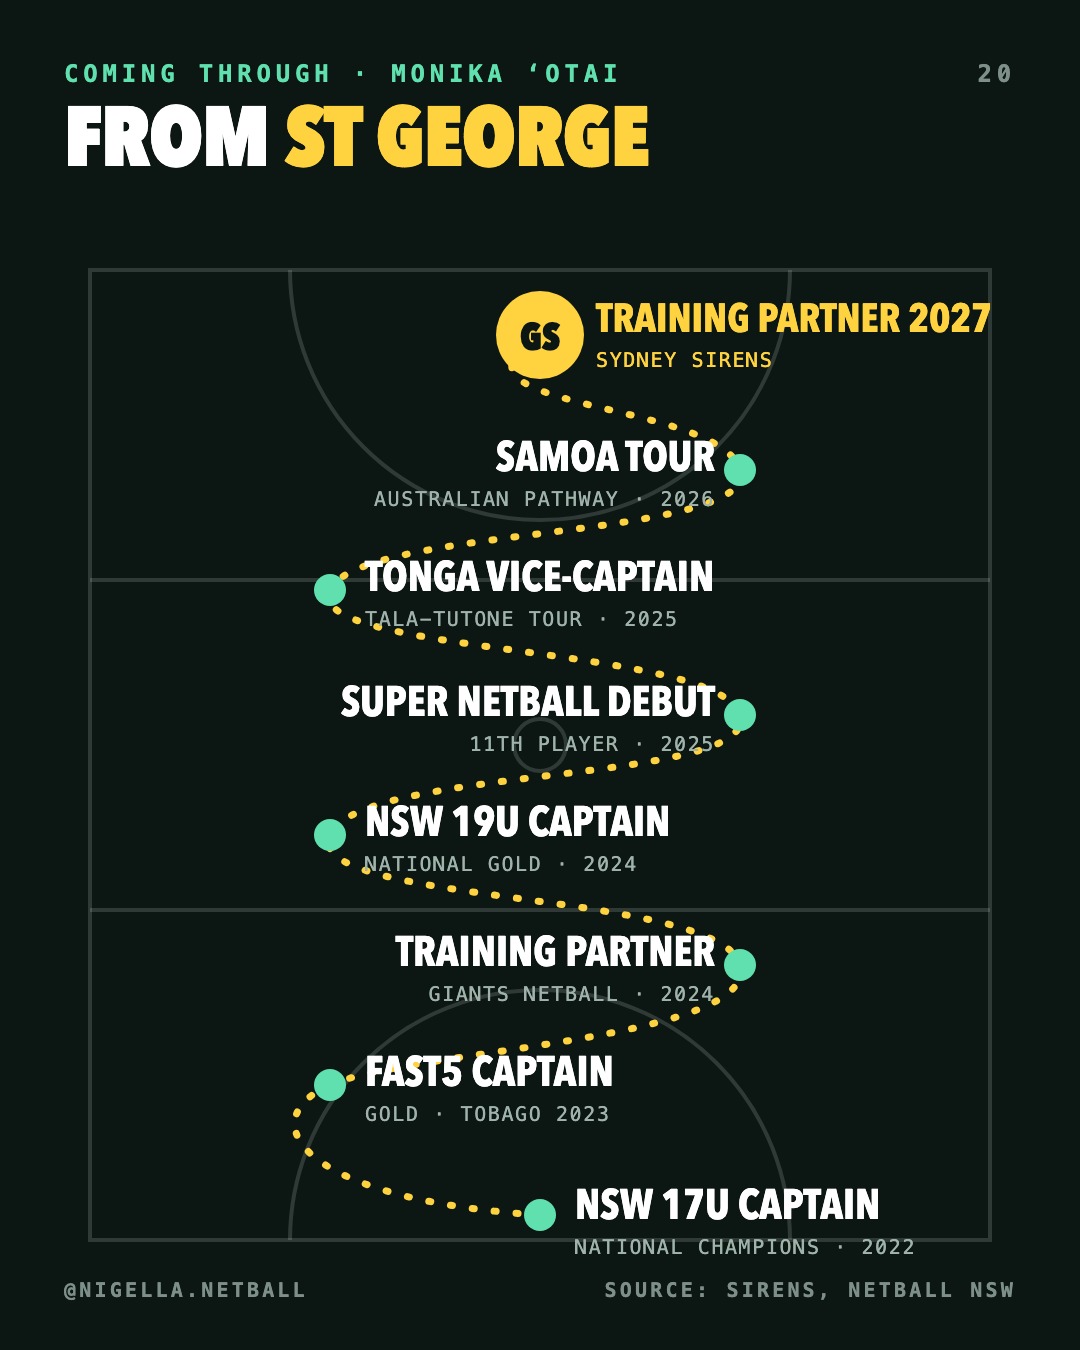 COMING THROUGH · MONIKA ʻOTAI
20
FROM ST GEORGE
GS
TRAINING PARTNER 2027
SYDNEY SIRENS
SAMOA TOUR
AUSTRALIAN PATHWAY · 2026
TONGA VICE-CAPTAIN
TALA-TUTONE TOUR · 2025
SUPER NETBALL DEBUT
11TH PLAYER · 2025
NSW 19U CAPTAIN
NATIONAL GOLD · 2024
TRAINING PARTNER
GIANTS NETBALL · 2024
FAST5 CAPTAIN
GOLD · TOBAGO 2023
NSW 17U CAPTAIN
NATIONAL CHAMPIONS · 2022
@NIGELLA.NETBALL
SOURCE: SIRENS, NETBALL NSW